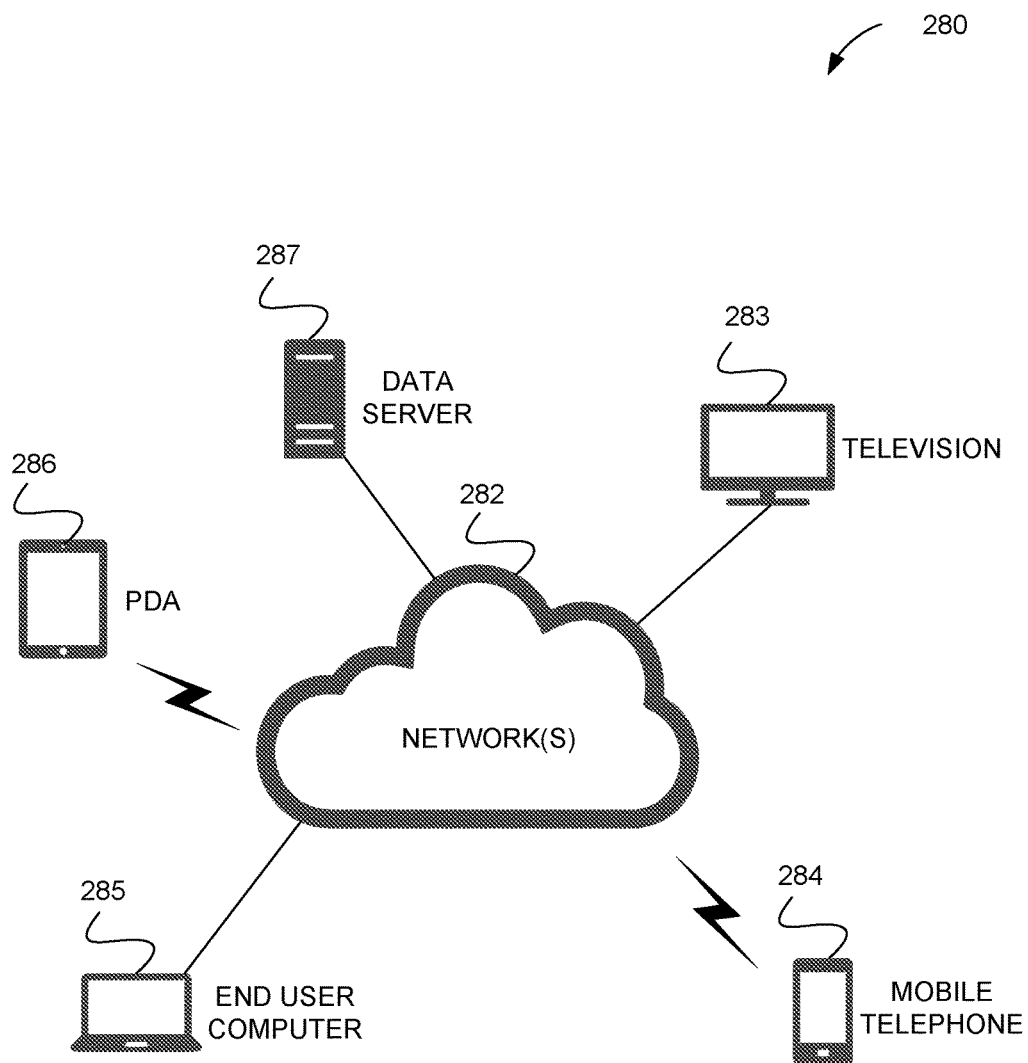 280
287
DATA
SERVER
283
TELEVISION
286
PDA
282
NETWORK(S)
285
END USER
COMPUTER
284
MOBILE
TELEPHONE